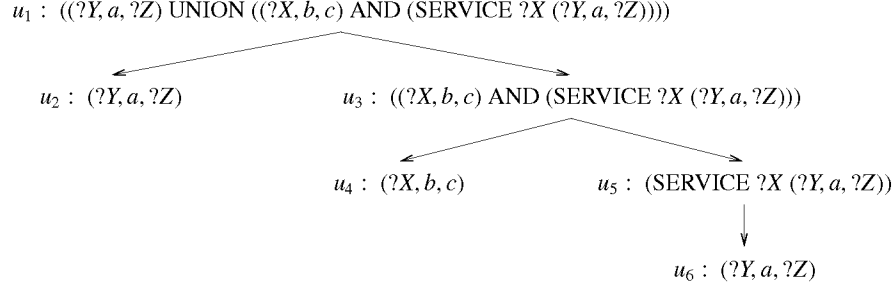 u1 : ((?Y, a, ?Z) UNION ((?X, b, c) AND (SERVICE ?X (?Y, a, ?Z))))
u2 : (?Y, a, ?Z) u3 : ((?X, b, c) AND (SERVICE ?X (?Y, a, ?Z)))
u4 : (?X, b, c) u5 : (SERVICE ?X (?Y, a, ?Z))
u6 : (?Y, a, ?Z)